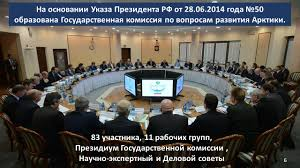 На основании Указа Президента РФ от 28.06.2014 года №50
образована Государственная комиссия по вопросам развития Арктики.
83 участника, 11 рабочих групп,
Президиум Государственной комиссии ,
Научно-экспертный и Деловой советы
6